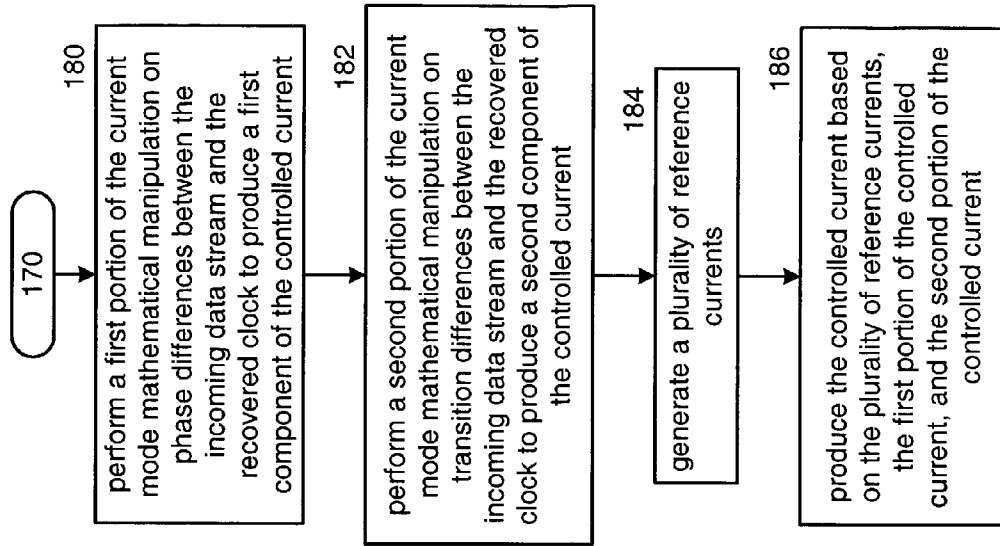 170
180
perform a first portion of the current
mode mathematical manipulation on
phase differences between the
incoming data stream and the
recovered clock to produce a first
component of the controlled current
182
perform a second portion of the current
mode mathematical manipulation on
transition differences between the
incoming data stream and the recovered
clock to produce a second component of
the controlled current
184
generate a plurality of reference
currents
186
produce the controlled current based
on the plurality of reference currents,
the first portion of the controlled
current, and the second portion of the
controlled current